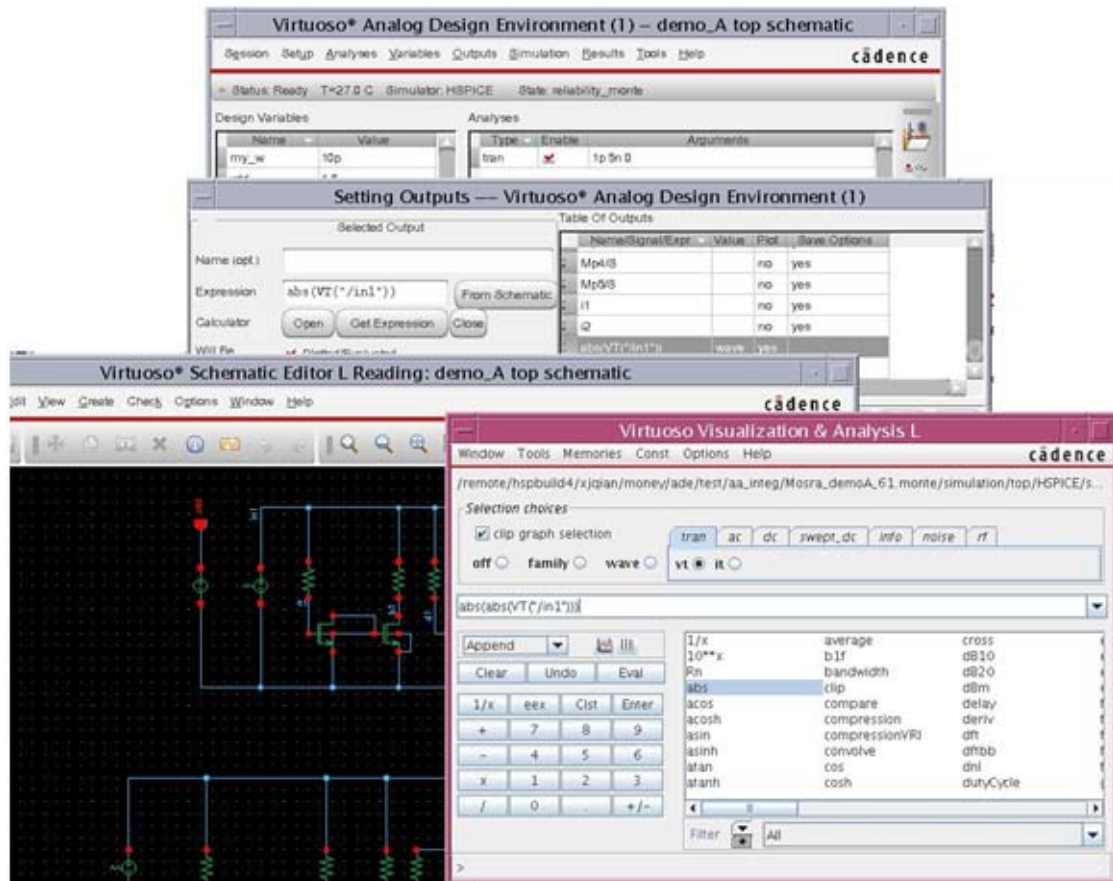 Virtuoso® Analog Design Environment (1) – demo_A top schematic
Session Setup Analyses Variables Outputs Simulation Results Tools Help
cādence
Status: Ready T=27.0 C Simulator: HSPICE State: reliability_monte
Design Variables
Analyses
Name Value
Type Enable Arguments
my_w 10p
tran 1p 5n 0
Setting Outputs –– Virtuoso® Analog Design Environment (1)
Selected Output
Table Of Outputs
Name/Signal/Expr Value Plot Save Options
Name (opt.)
Mp4/S no yes
Mp5/S no yes
Expression abs(VT("/in1")) From Schematic
i1 no yes
Calculator Open Get Expression Close
i2 no yes
Will Be Plotted/Evaluated
abs(VT("/in1")) wave yes
Virtuoso® Schematic Editor L Reading: demo_A top schematic
View Create Check Options Window Help
cādence
in1
Virtuoso Visualization & Analysis L
Window Tools Memories Const Options Help
cādence
/remote/hspbuild4/xjqian/money/ade/test/aa_integ/Mosra_demoA_61.monte/simulation/top/HSPICE/s...
Selection choices
clip graph selection
tran ac dc swept_dc info noise rf
off family wave
vt it
abs(abs(VT("/in1")))
Append
Clear Undo Eval
1/x eex Clst Enter
+ 7 8 9
- 4 5 6
x 1 2 3
/ 0 . +/-
1/x average cross
10**x b1f dB10
Rn bandwidth dB20
abs clip dBm
acos compare delay
acosh compression deriv
asin compressionVRI dft
asinh convolve dftbb
atan cos dnl
atanh cosh dutyCycle
Filter All
>